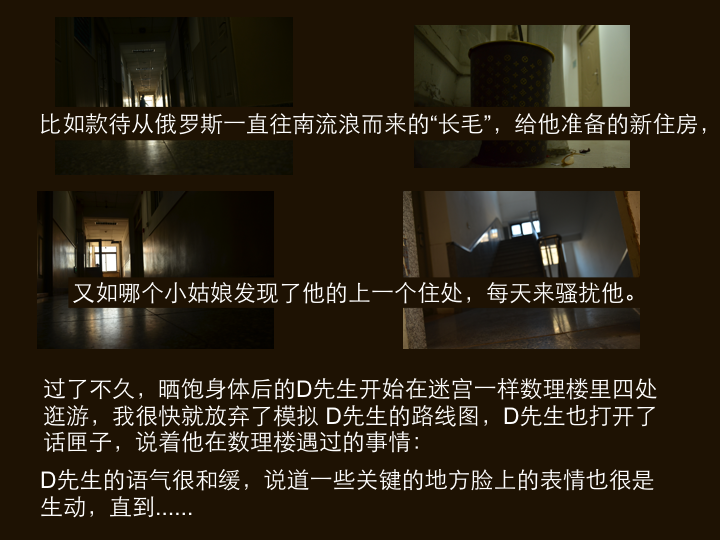 比如款待从俄罗斯一直往南流浪而来的“长毛”，给他准备的新住房，
又如哪个小姑娘发现了他的上一个住处，每天来骚扰他。
过了不久，晒饱身体后的D先生开始在迷宫一样数理楼里四处
逛游，我很快就放弃了模拟 D先生的路线图，D先生也打开了
话匣子，说着他在数理楼遇过的事情：
D先生的语气很和缓，说道一些关键的地方脸上的表情也很是
生动，直到......